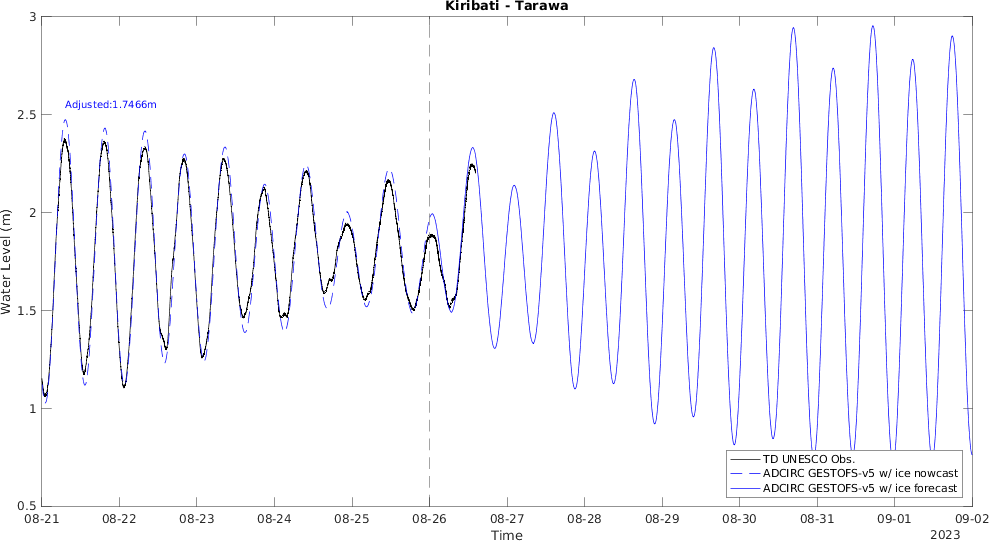 Kiribati - Tarawa
Water Level (m)
3
2.5
2
1.5
1
0.5
Adjusted:1.7466m
TD UNESCO Obs.
ADCIRC GESTOFS-v5 w/ ice nowcast
ADCIRC GESTOFS-v5 w/ ice forecast
08-21 08-22 08-23 08-24 08-25 08-26 08-27 08-28 08-29 08-30 08-31 09-01 09-02
Time
2023